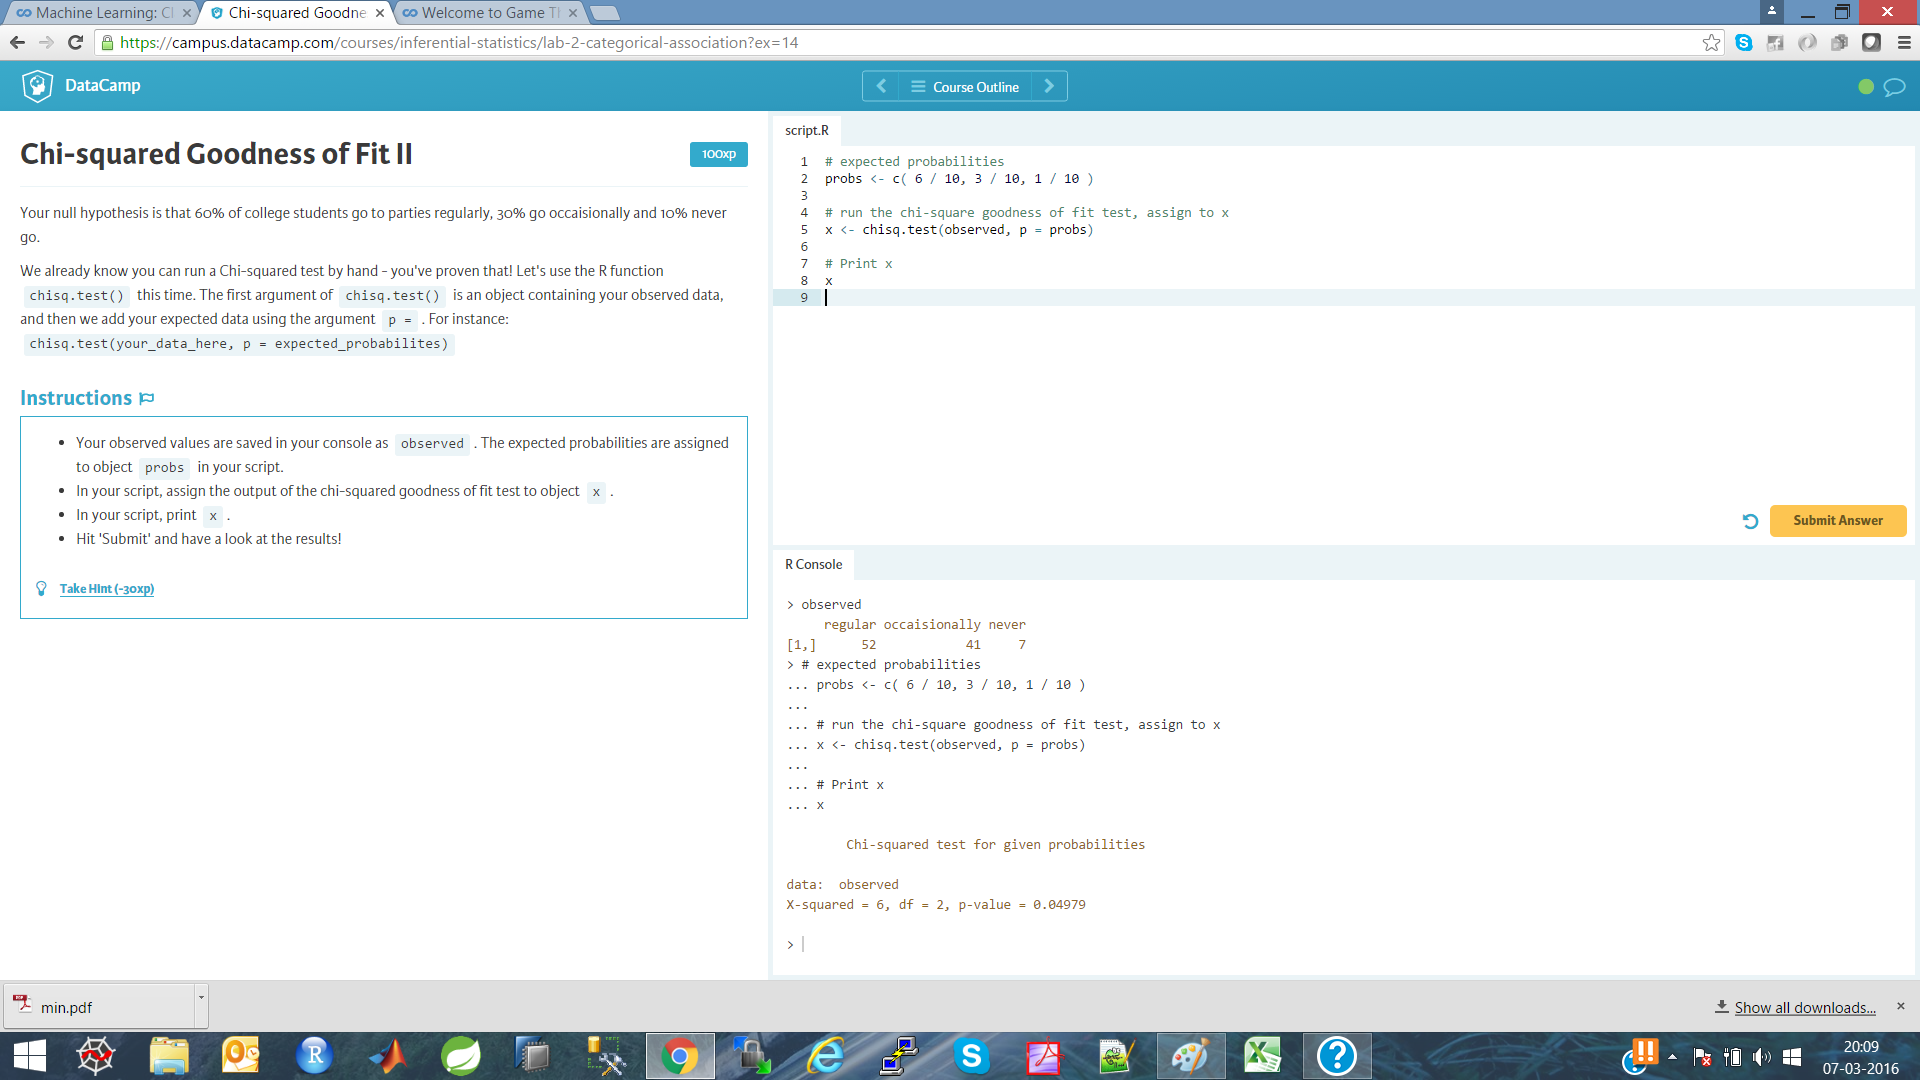 Machine Learning: Cl
Chi-squared Goodne
Welcome to Game Th
https://campus.datacamp.com/courses/inferential-statistics/lab-2-categorical-association?ex=14
DataCamp
Course Outline
Chi-squared Goodness of Fit II
100xp
Your null hypothesis is that 60% of college students go to parties regularly, 30% go occaisionally and 10% never
go.
We already know you can run a Chi-squared test by hand - you've proven that! Let's use the R function
chisq.test() this time. The first argument of chisq.test() is an object containing your observed data,
and then we add your expected data using the argument p = . For instance:
chisq.test(your_data_here, p = expected_probabilites)
Instructions
• Your observed values are saved in your console as observed . The expected probabilities are assigned
to object probs in your script.
• In your script, assign the output of the chi-squared goodness of fit test to object x .
• In your script, print x .
• Hit 'Submit' and have a look at the results!
Take Hint (-30xp)
script.R
1 # expected probabilities
2 probs <- c( 6 / 10, 3 / 10, 1 / 10 )
3
4 # run the chi-square goodness of fit test, assign to x
5 x <- chisq.test(observed, p = probs)
6
7 # Print x
8 x
9
Submit Answer
R Console
> observed
regular occaisionally never
[1,] 52 41 7
> # expected probabilities
... probs <- c( 6 / 10, 3 / 10, 1 / 10 )
...
... # run the chi-square goodness of fit test, assign to x
... x <- chisq.test(observed, p = probs)
...
... # Print x
... x
Chi-squared test for given probabilities
data: observed
X-squared = 6, df = 2, p-value = 0.04979
>
min.pdf
Show all downloads...
20:09
07-03-2016